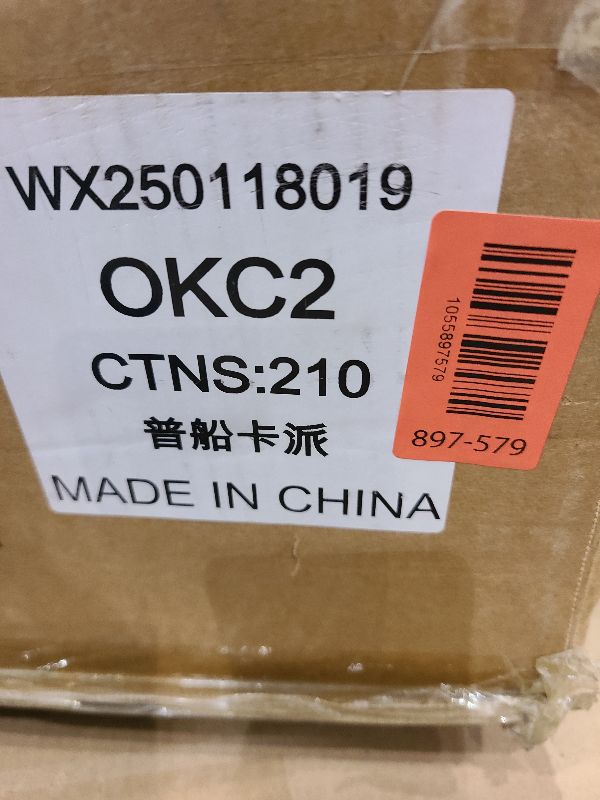 WX250118019
OKC2
CTNS:210
普船卡派
MADE IN CHINA
1055897579
897-579